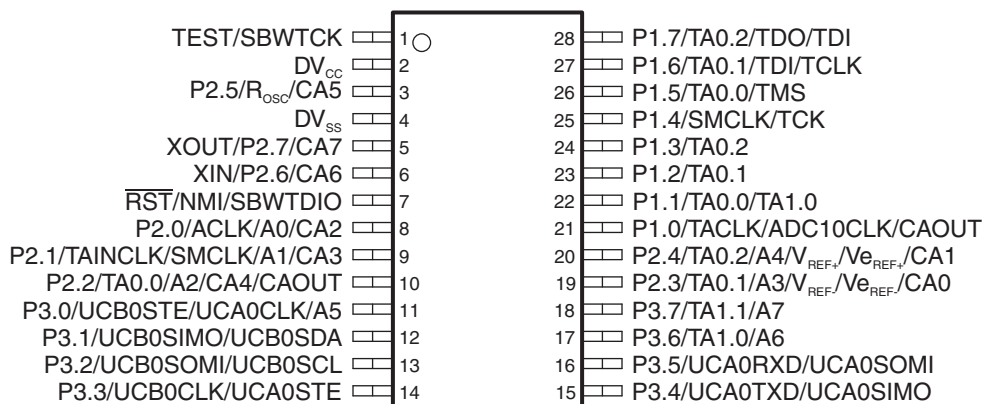 TEST/SBWTCK 1 28 P1.7/TA0.2/TDO/TDI
DVCC 2 27 P1.6/TA0.1/TDI/TCLK
P2.5/ROSC/CA5 3 26 P1.5/TA0.0/TMS
DVSS 4 25 P1.4/SMCLK/TCK
XOUT/P2.7/CA7 5 24 P1.3/TA0.2
XIN/P2.6/CA6 6 23 P1.2/TA0.1
RST/NMI/SBWTDIO 7 22 P1.1/TA0.0/TA1.0
P2.0/ACLK/A0/CA2 8 21 P1.0/TACLK/ADC10CLK/CAOUT
P2.1/TAINCLK/SMCLK/A1/CA3 9 20 P2.4/TA0.2/A4/VREF+/VeREF+/CA1
P2.2/TA0.0/A2/CA4/CAOUT 10 19 P2.3/TA0.1/A3/VREF-/VeREF-/CA0
P3.0/UCB0STE/UCA0CLK/A5 11 18 P3.7/TA1.1/A7
P3.1/UCB0SIMO/UCB0SDA 12 17 P3.6/TA1.0/A6
P3.2/UCB0SOMI/UCB0SCL 13 16 P3.5/UCA0RXD/UCA0SOMI
P3.3/UCB0CLK/UCA0STE 14 15 P3.4/UCA0TXD/UCA0SIMO